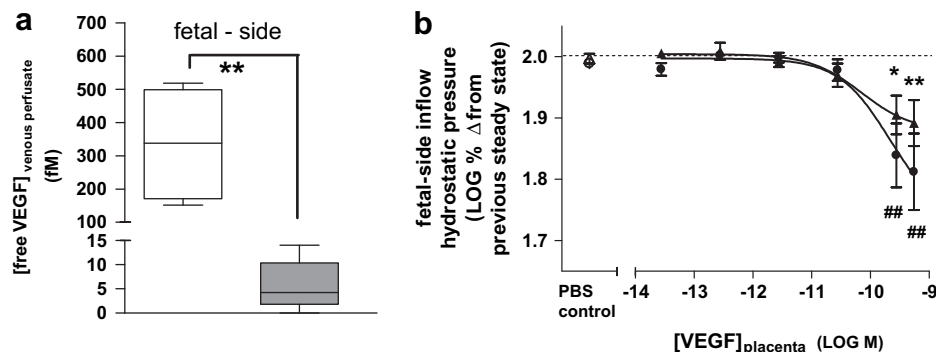 a
fetal - side
**
[free VEGF] venous perfusate
(fM)
700
600
500
400
300
200
100
15
10
5
0
b
fetal-side inflow
hydrostatic pressure
(LOG % Δ from
previous steady state)
2.0
1.9
1.8
1.7
*
**
##
##
PBS
control
-14
-13
-12
-11
-10
-9
[VEGF]placenta (LOG M)